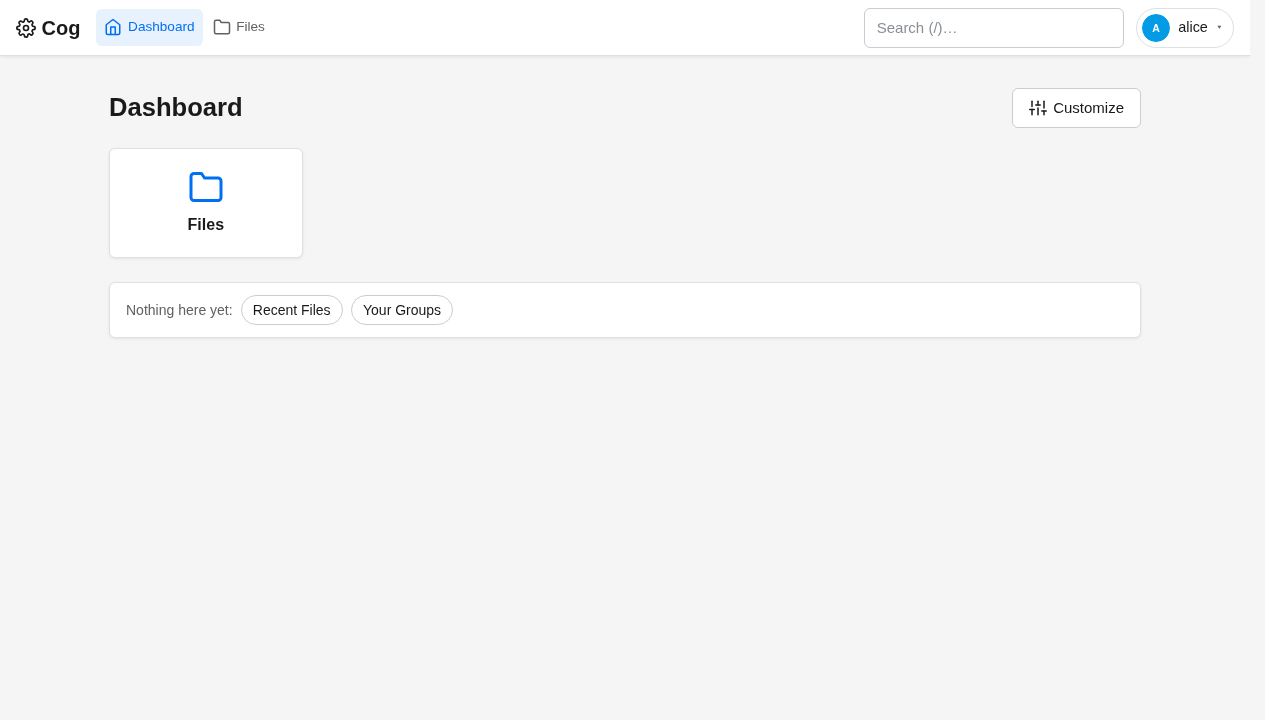 Cog
Dashboard
Files
Search (/)…
A
alice
Dashboard
Customize
Files
Nothing here yet: Recent Files Your Groups